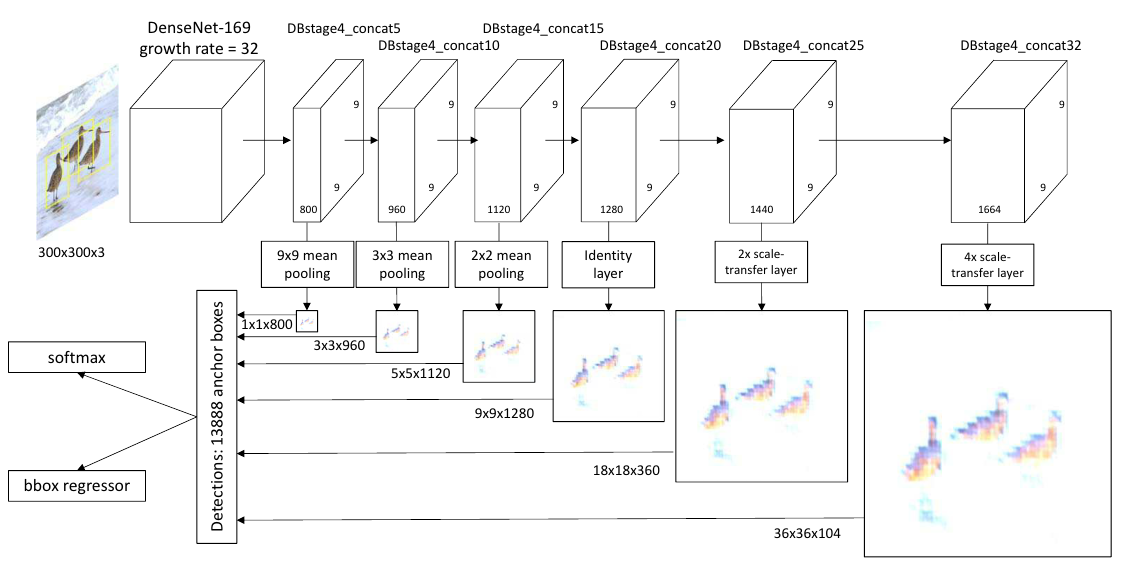 DenseNet-169
growth rate = 32
DBstage4_concat5
DBstage4_concat10
DBstage4_concat15
DBstage4_concat20
DBstage4_concat25
DBstage4_concat32
300x300x3
9
9
800
9
9
960
9
9
1120
9
9
1280
9
9
1440
9
9
1664
9x9 mean
pooling
3x3 mean
pooling
2x2 mean
pooling
Identity
layer
2x scale-
transfer layer
4x scale-
transfer layer
1x1x800
3x3x960
5x5x1120
9x9x1280
18x18x360
36x36x104
Detections: 13888 anchor boxes
softmax
bbox regressor